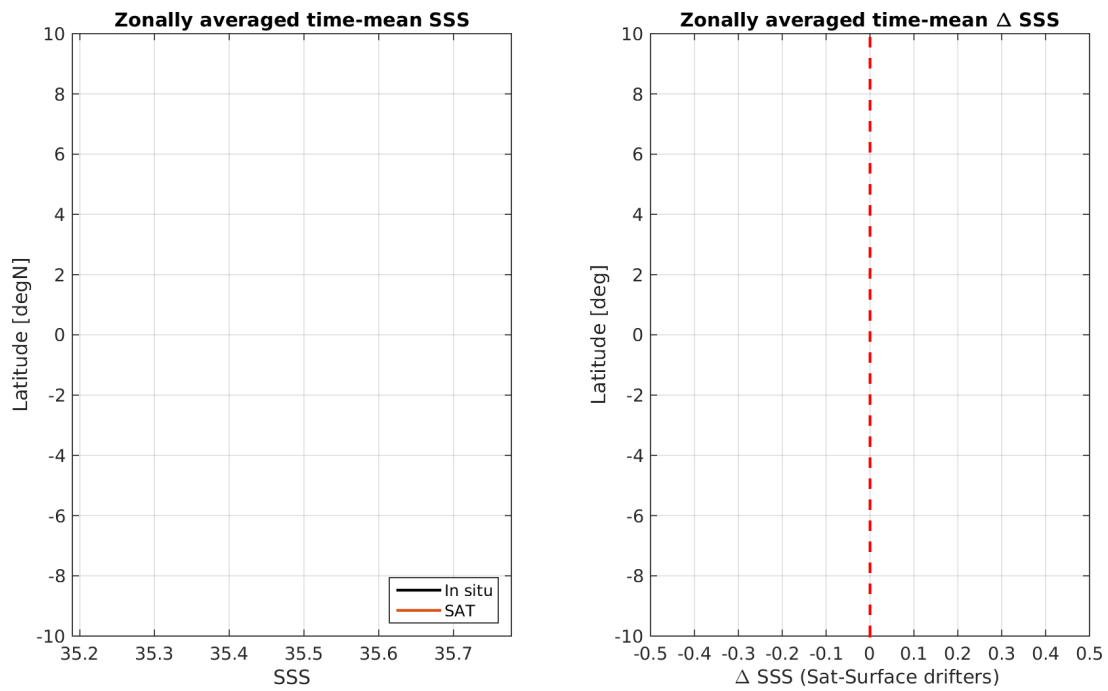 Zonally averaged time-mean SSS
10
8
6
4
2
0
-2
-4
-6
-8
-10
Latitude [degN]
35.2 35.3 35.4 35.5 35.6 35.7
SSS
In situ
SAT
Zonally averaged time-mean Δ SSS
10
8
6
4
2
0
-2
-4
-6
-8
-10
Latitude [deg]
-0.5 -0.4 -0.3 -0.2 -0.1 0 0.1 0.2 0.3 0.4 0.5
Δ SSS (Sat-Surface drifters)